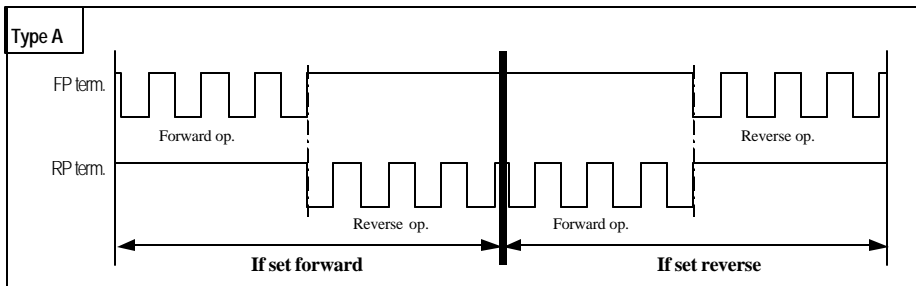 Type A
FP term.
Forward op.
Reverse op.
RP term.
Reverse op.
Forward op.
If set forward
If set reverse